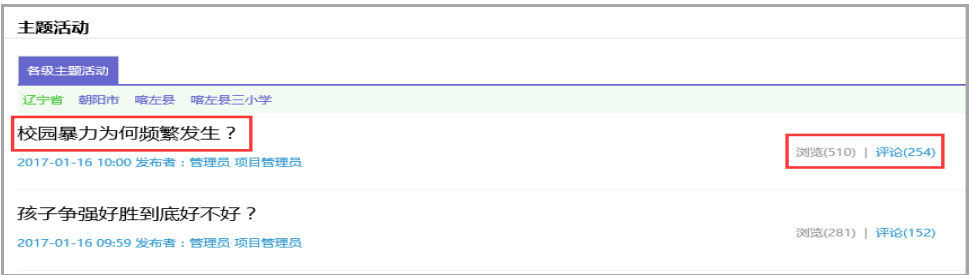 主题活动
各级主题活动
辽宁省 朝阳市 喀左县 喀左县三小学
校园暴力为何频繁发生？
浏览(510) | 评论(254)
2017-01-16 10:00 发布者：管理员 项目管理员
孩子争强好胜到底好不好？
浏览(281) | 评论(152)
2017-01-16 09:59 发布者：管理员 项目管理员